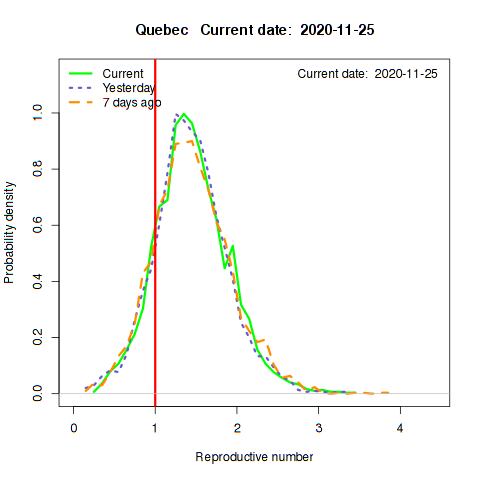 Quebec   Current date:  2020-11-25
Current
Yesterday
7 days ago
Current date:  2020-11-25
Probability density
1.0
0.8
0.6
0.4
0.2
0.0
0 1 2 3 4
Reproductive number